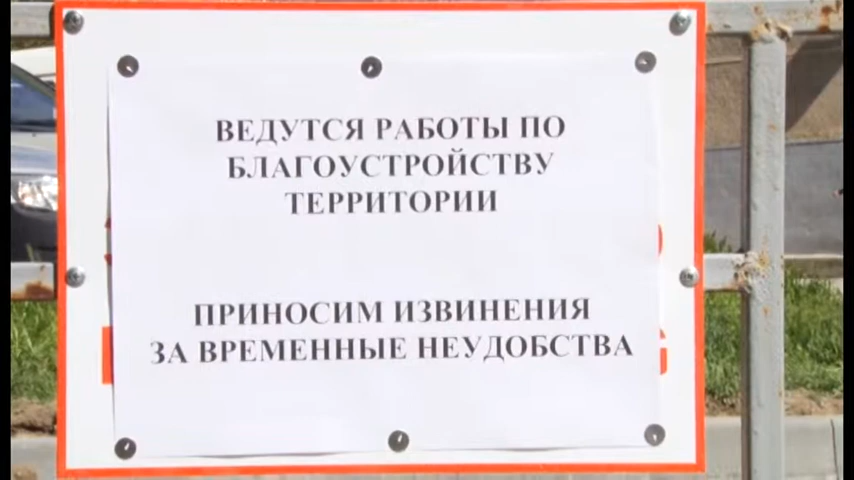 ВЕДУТСЯ РАБОТЫ ПО
БЛАГОУСТРОЙСТВУ
ТЕРРИТОРИИ
ПРИНОСИМ ИЗВИНЕНИЯ
ЗА ВРЕМЕННЫЕ НЕУДОБСТВА